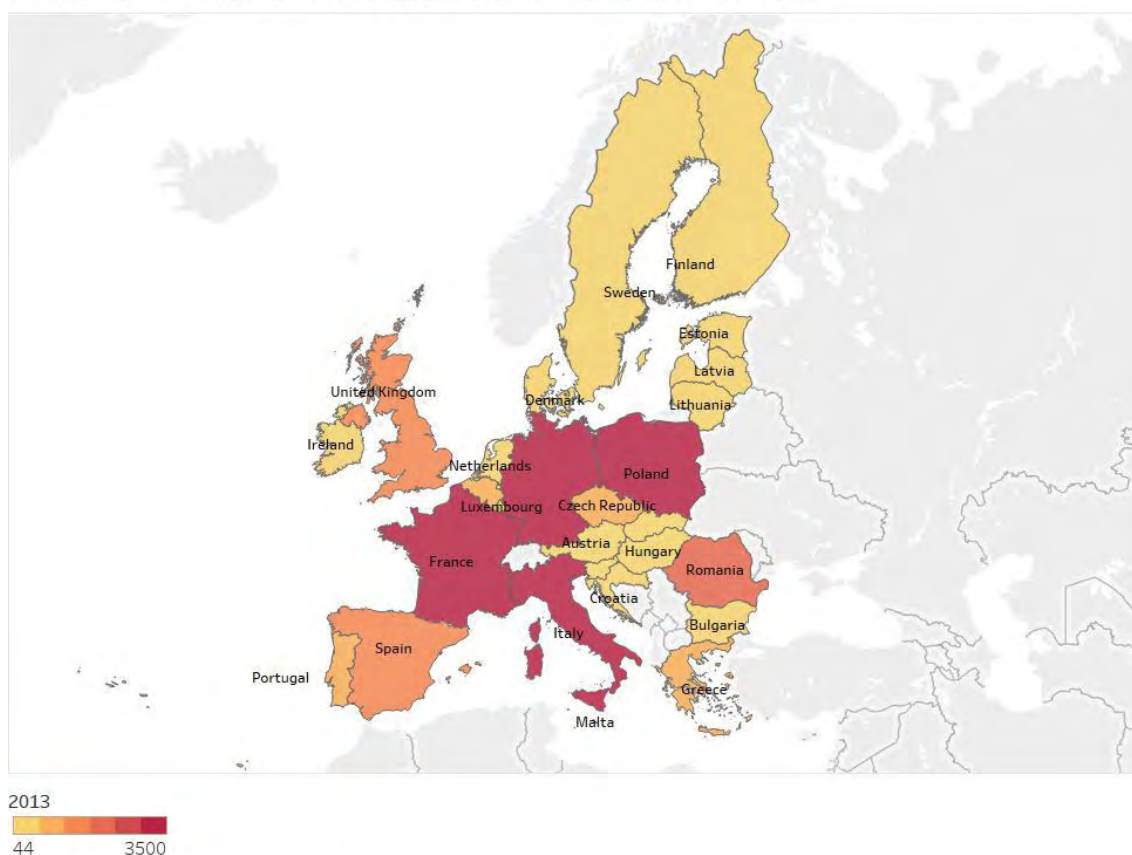 Finland
Sweden
Estonia
Latvia
United Kingdom
Denmark
Lithuania
Ireland
Netherlands
Poland
Luxembourg
Czech Republic
Austria
Hungary
France
Romania
Croatia
Bulgaria
Italy
Spain
Portugal
Greece
Malta
2013
44 3500